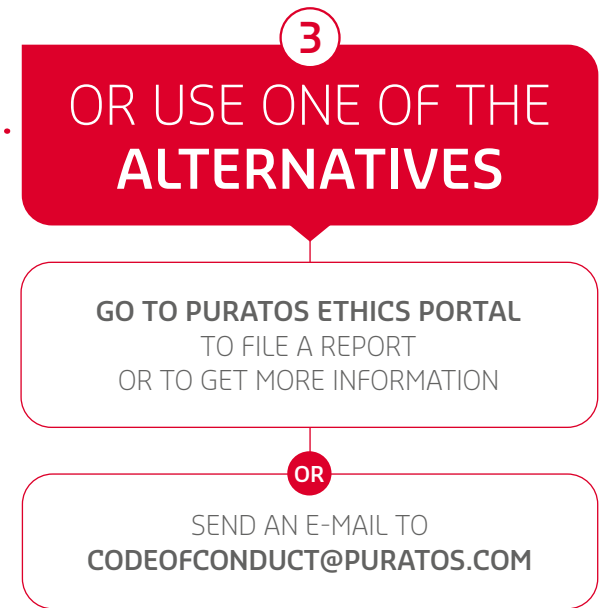 3
OR USE ONE OF THE
ALTERNATIVES
GO TO PURATOS ETHICS PORTAL
TO FILE A REPORT
OR TO GET MORE INFORMATION
OR
SEND AN E-MAIL TO
CODEOFCONDUCT@PURATOS.COM